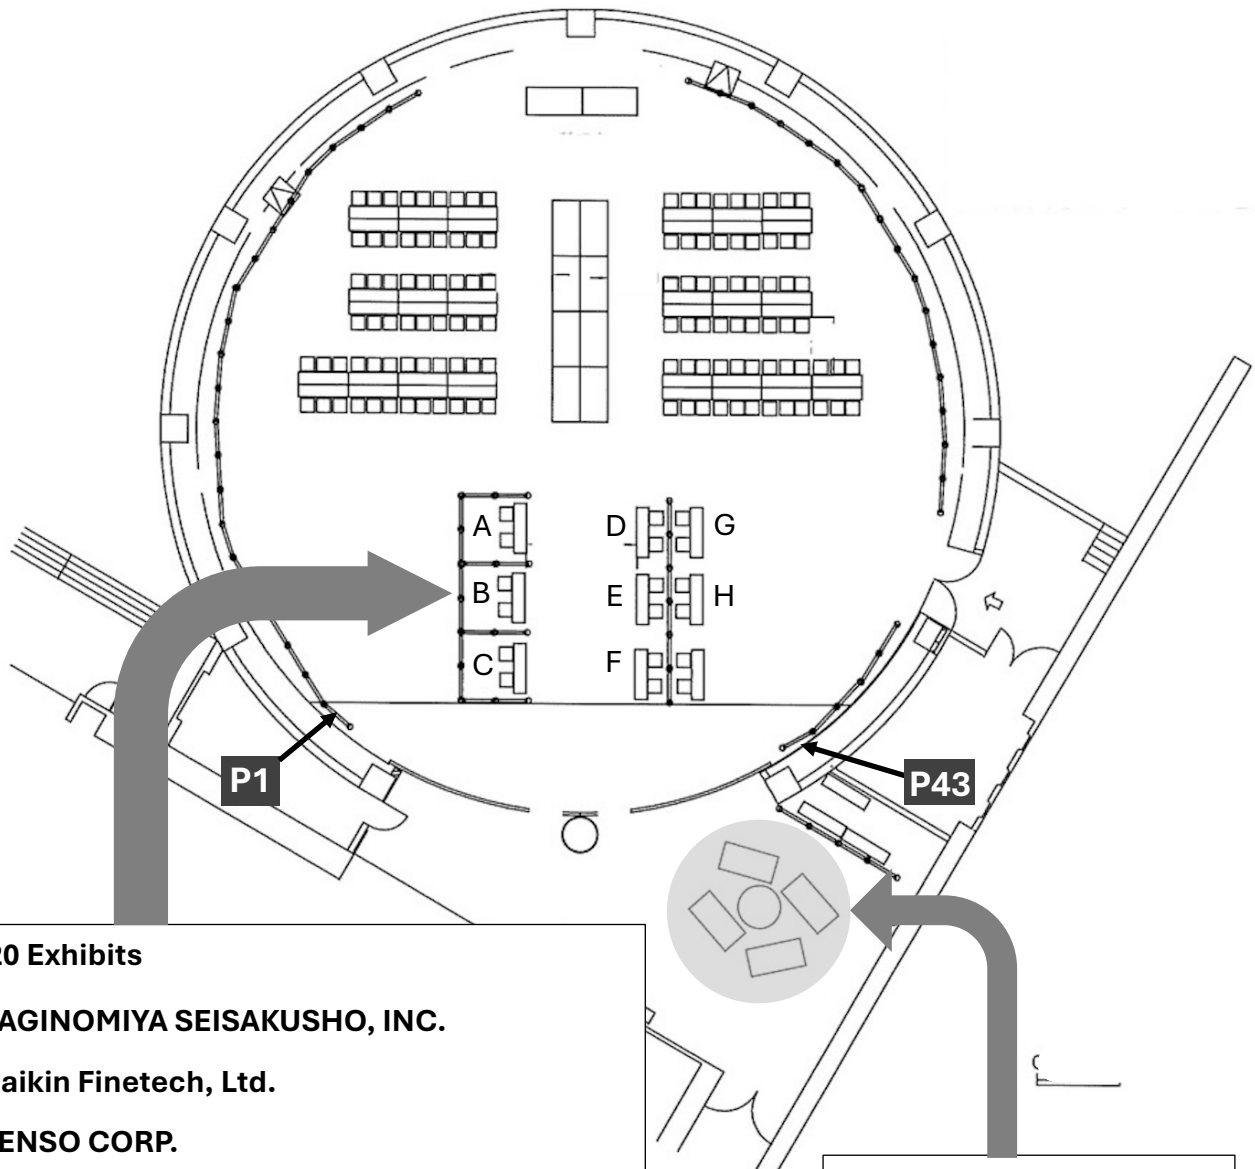 A
D
G
B
E
H
C
F
P1
P43
20 Exhibits
AGINOMIYA SEISAKUSHO, INC.
aikin Finetech, Ltd.
ENSO CORP.